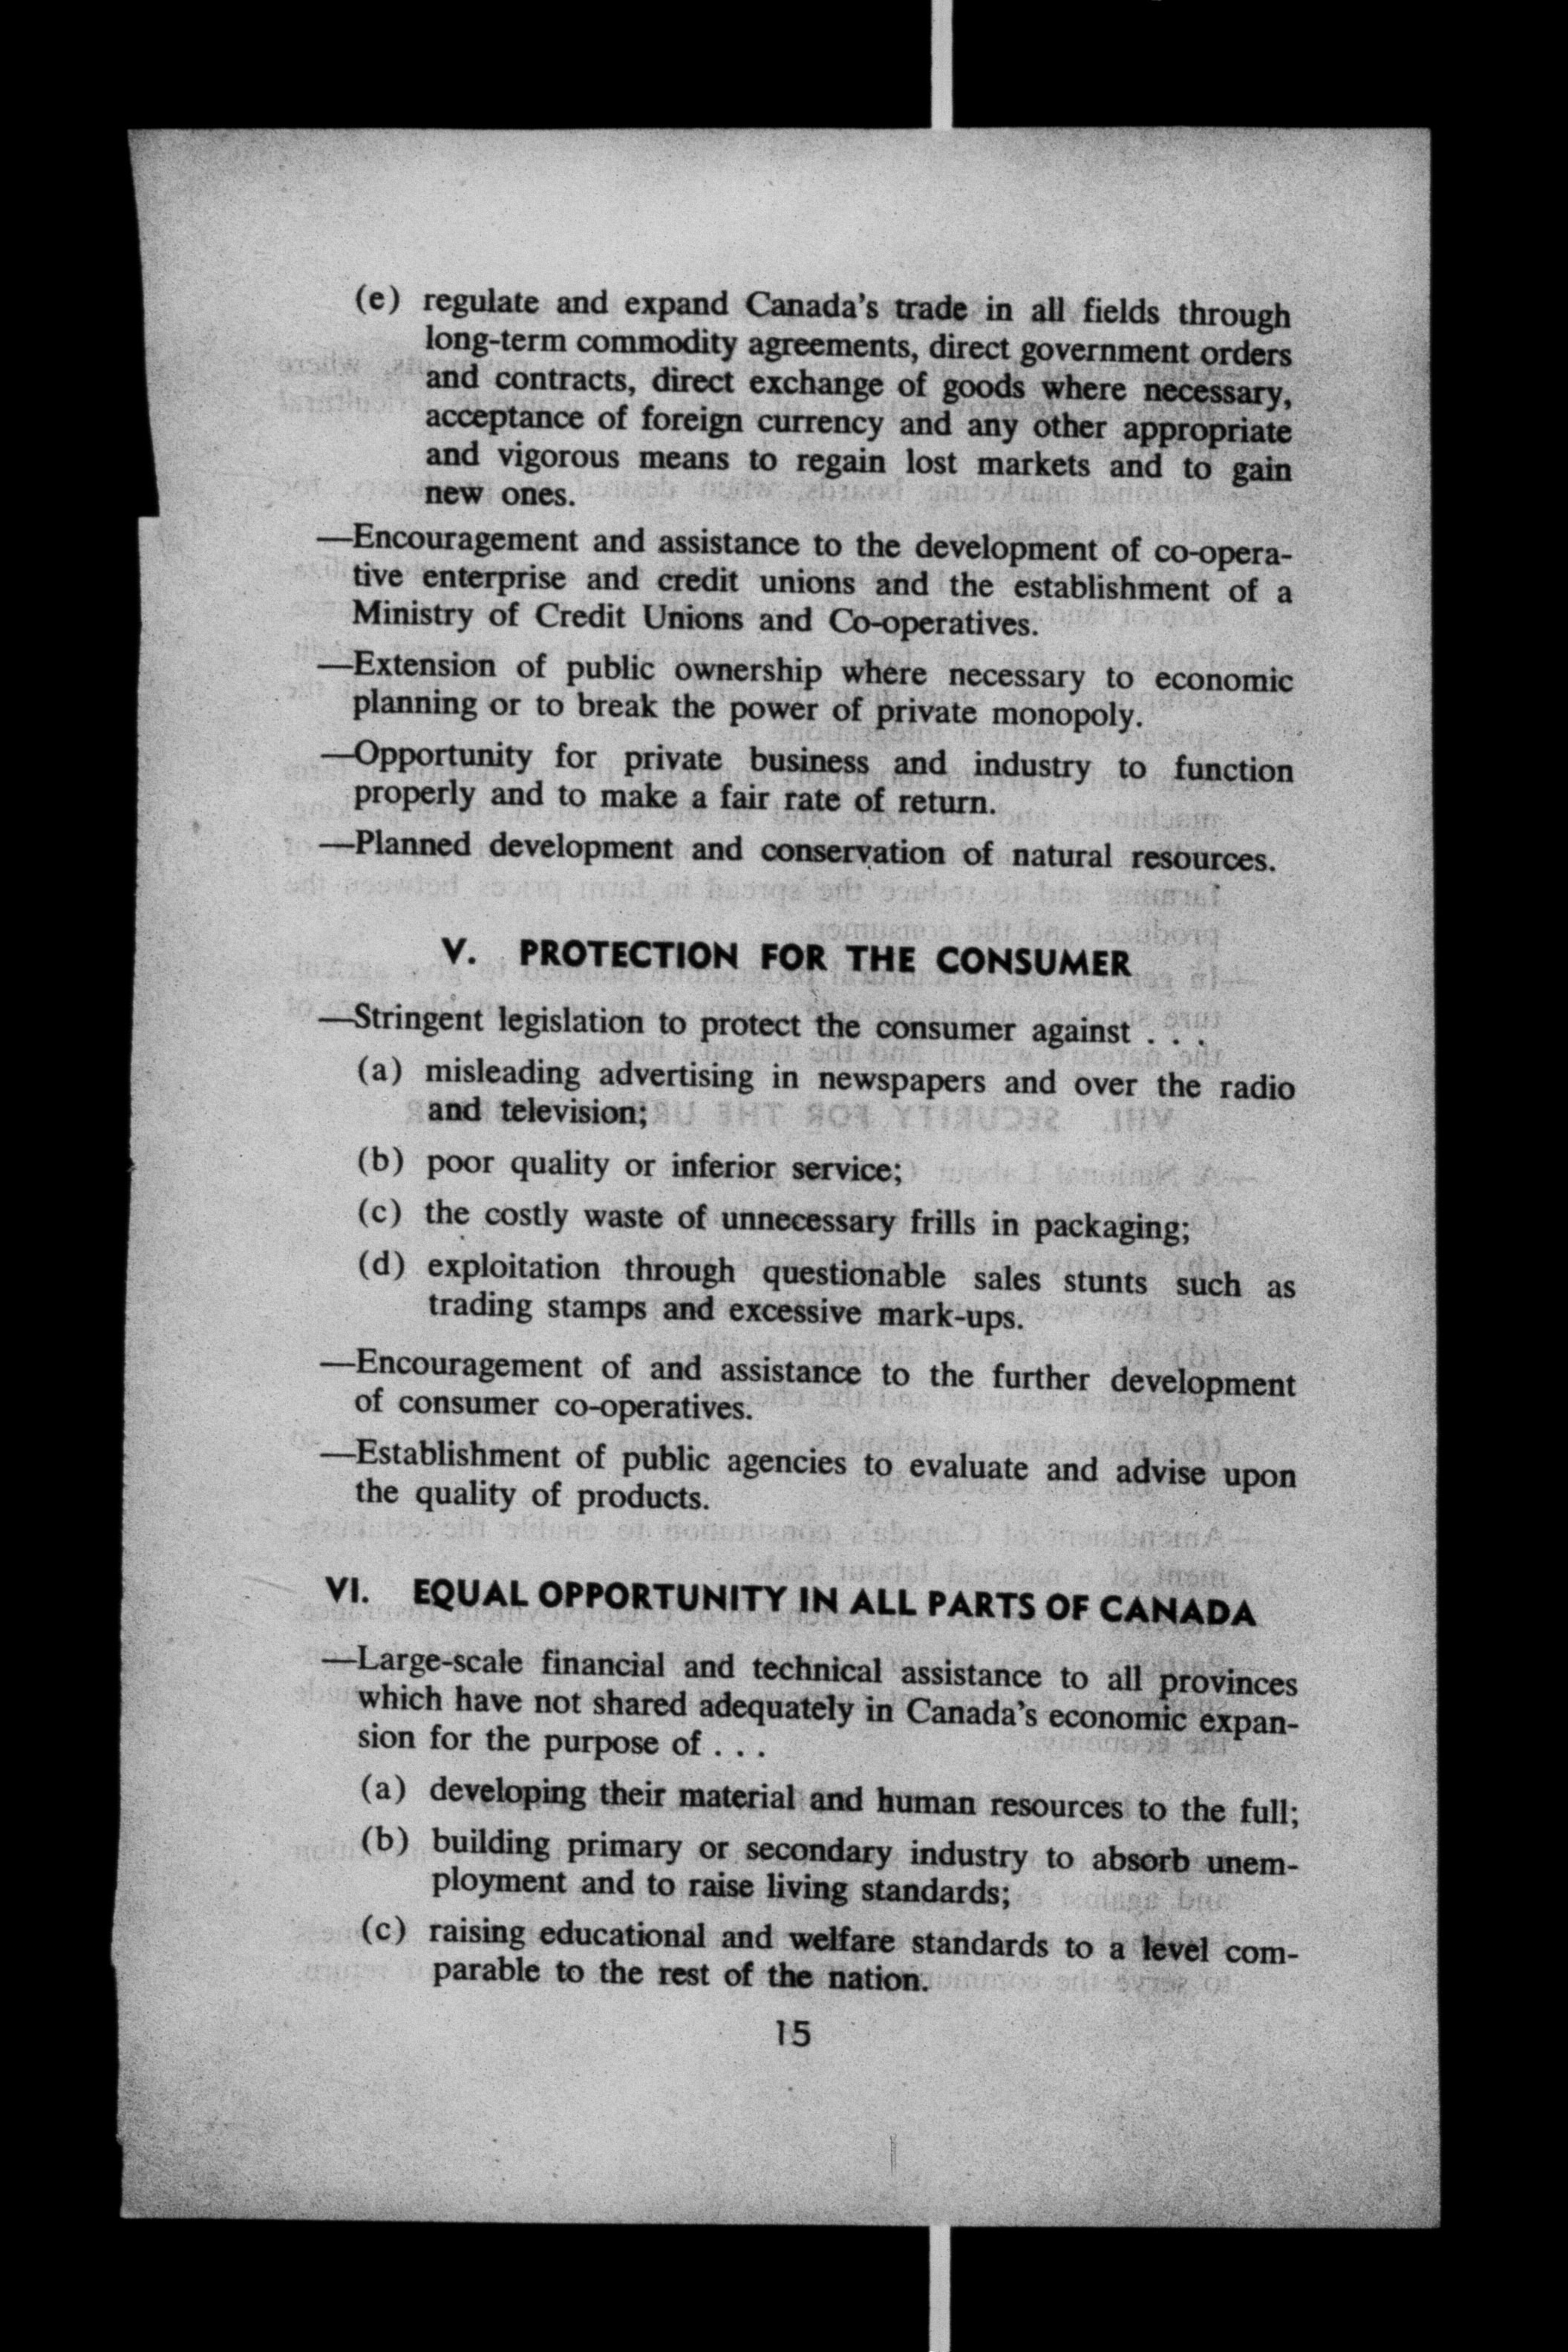 (e) regulate and expand Canada's trade in all fields through
long-term commodity agreements, direct government orders
and contracts, direct exchange of goods where necessary,
acceptance of foreign currency and any other appropriate
and vigorous means to regain lost markets and to gain
new ones.
—Encouragement and assistance to the development of co-opera-
tive enterprise and credit unions and the establishment of a
Ministry of Credit Unions and Co-operatives.
—Extension of public ownership where necessary to economic
planning or to break the power of private monopoly.
—Opportunity for private business and industry to function
properly and to make a fair rate of return.
—Planned development and conservation of natural resources.
V. PROTECTION FOR THE CONSUMER
—Stringent legislation to protect the consumer against . . .
(a) misleading advertising in newspapers and over the radio
and television;
(b) poor quality or inferior service;
(c) the costly waste of unnecessary frills in packaging;
(d) exploitation through questionable sales stunts such as
trading stamps and excessive mark-ups.
—Encouragement of and assistance to the further development
of consumer co-operatives.
—Establishment of public agencies to evaluate and advise upon
the quality of products.
VI. EQUAL OPPORTUNITY IN ALL PARTS OF CANADA
—Large-scale financial and technical assistance to all provinces
which have not shared adequately in Canada's economic expan-
sion for the purpose of . . .
(a) developing their material and human resources to the full;
(b) building primary or secondary industry to absorb unem-
ployment and to raise living standards;
(c) raising educational and welfare standards to a level com-
parable to the rest of the nation.
15